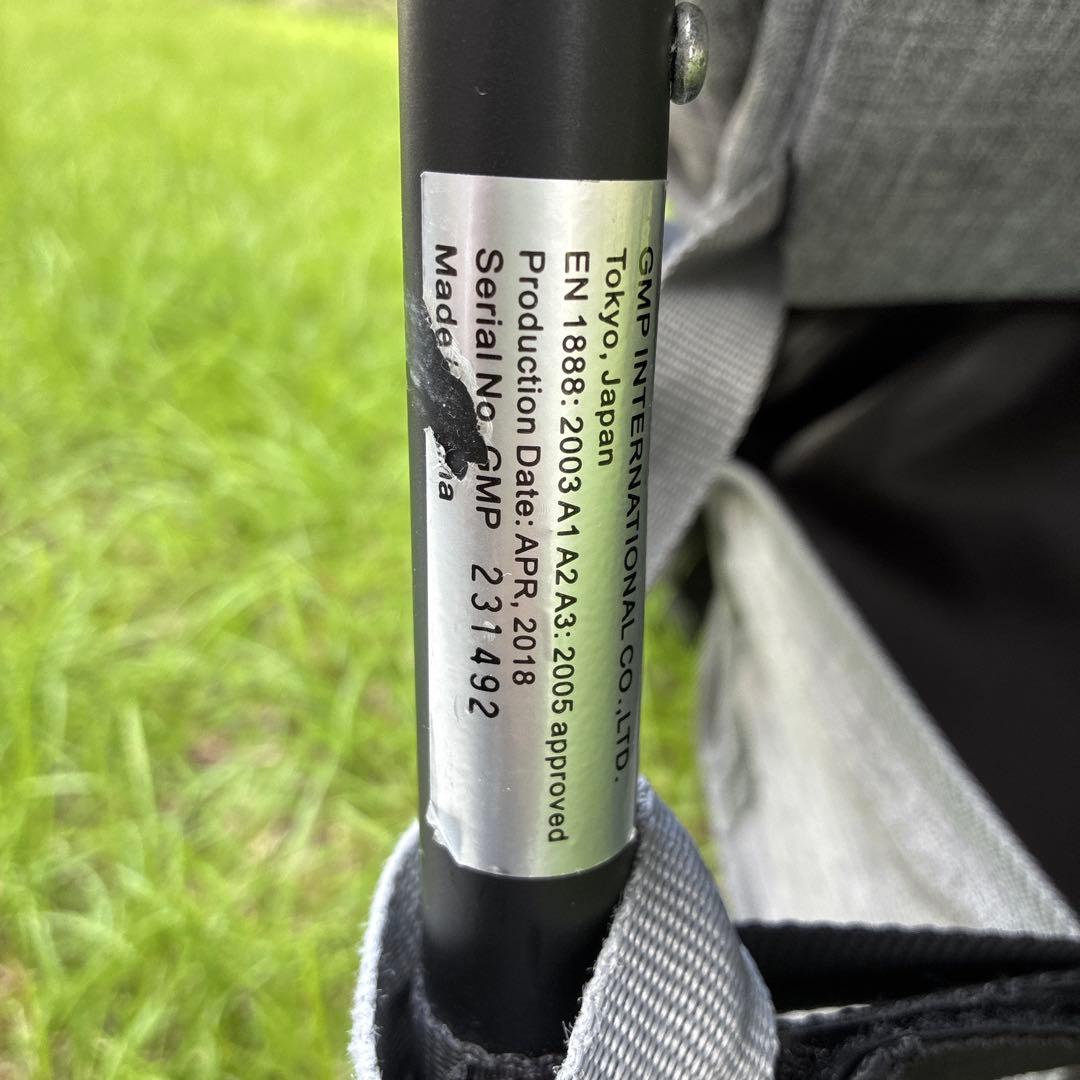 GMP INTERNATIONAL CO.,LTD.
Tokyo, Japan
EN 1888: 2003 A1 A2 A3: 2005 approved
Production Date: APR, 2018
Serial No. GMP 231492
Made